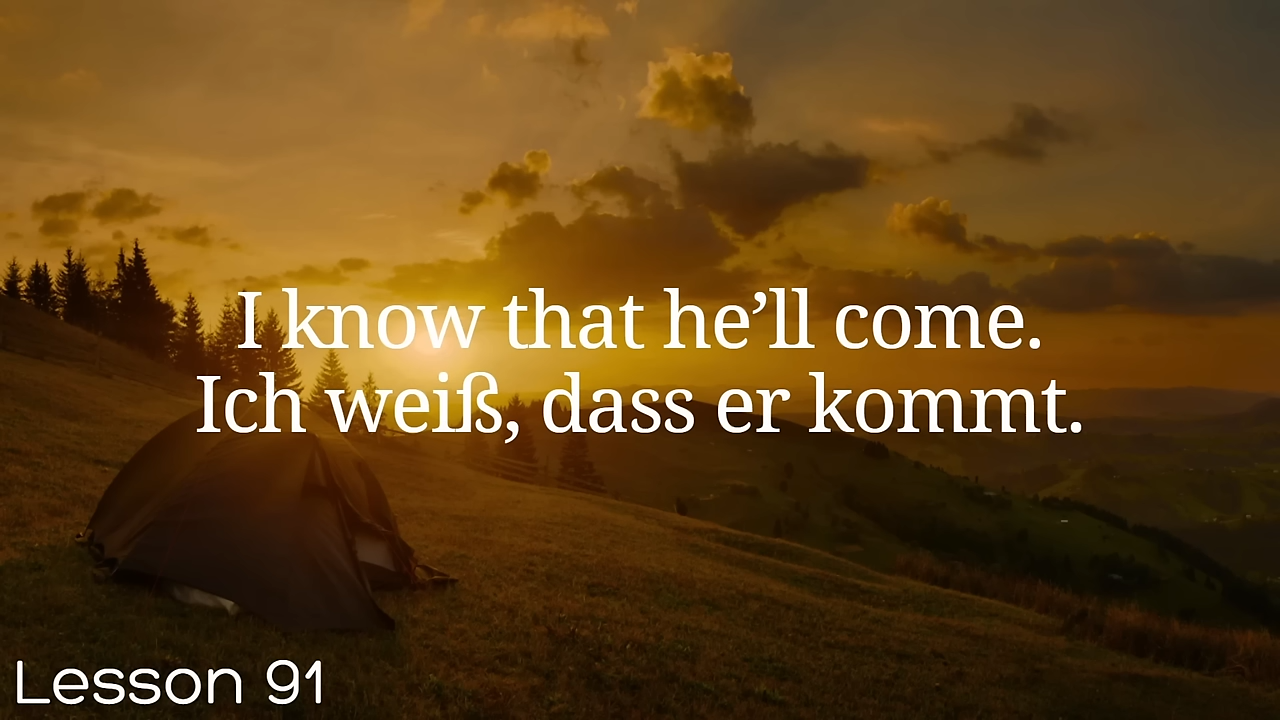 I know that he’ll come.
Ich weiß, dass er kommt.
Lesson 91